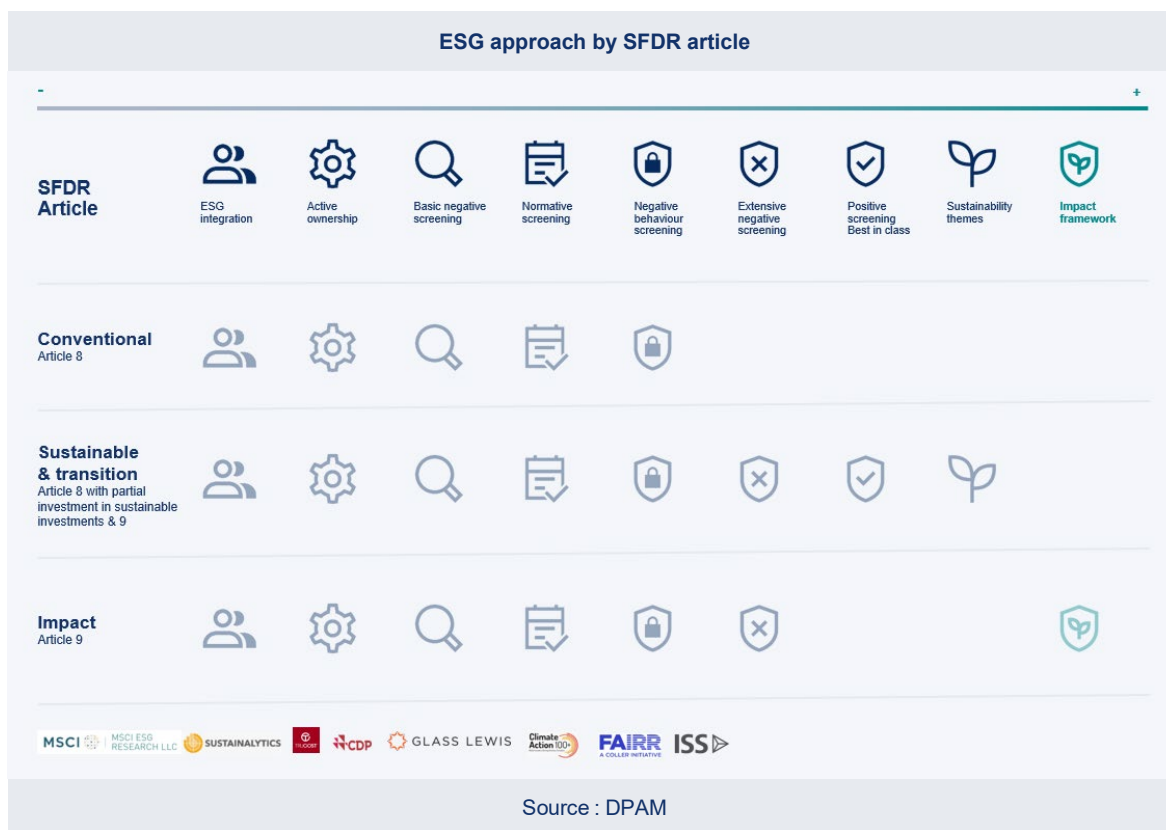 ESG approach by SFDR article
-
+
SFDR
Article
ESG
integration
Active
ownership
Basic negative
screening
Normative
screening
Negative
behaviour
screening
Extensive
negative
screening
Positive
screening
Best in class
Sustainability
themes
Impact
framework
Conventional
Article 8
Sustainable
& transition
Article 8 with partial
investment in sustainable
investments & 9
Impact
Article 9
MSCI
MSCI ESG
RESEARCH LLC
SUSTAINALYTICS
TRUCOST
CDP
GLASS LEWIS
Climate
Action 100+
FAIRR
A COLLER INITIATIVE
ISS
Source : DPAM